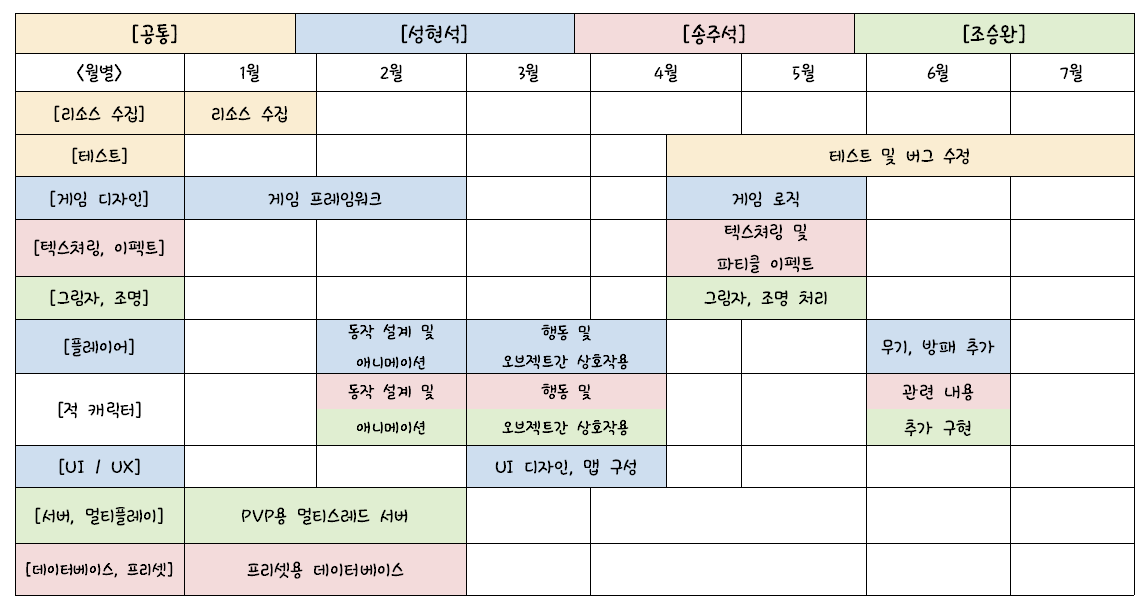 [공통] [성현석] [송주석] [조승완]
<월별> 1월 2월 3월 4월 5월 6월 7월
[리소스 수집] 리소스 수집
[테스트] 테스트 및 버그 수정
[게임 디자인] 게임 프레임워크 게임 로직
[텍스쳐링, 이펙트] 텍스쳐링 및
파티클 이펙트
[그림자, 조명] 그림자, 조명 처리
[플레이어] 동작 설계 및 행동 및 무기, 방패 추가
애니메이션 오브젝트간 상호작용
[적 캐릭터] 동작 설계 및 행동 및 관련 내용
애니메이션 오브젝트간 상호작용 추가 구현
[UI / UX] UI 디자인, 맵 구성
[서버, 멀티플레이] PVP용 멀티스레드 서버
[데이터베이스, 프리셋] 프리셋용 데이터베이스